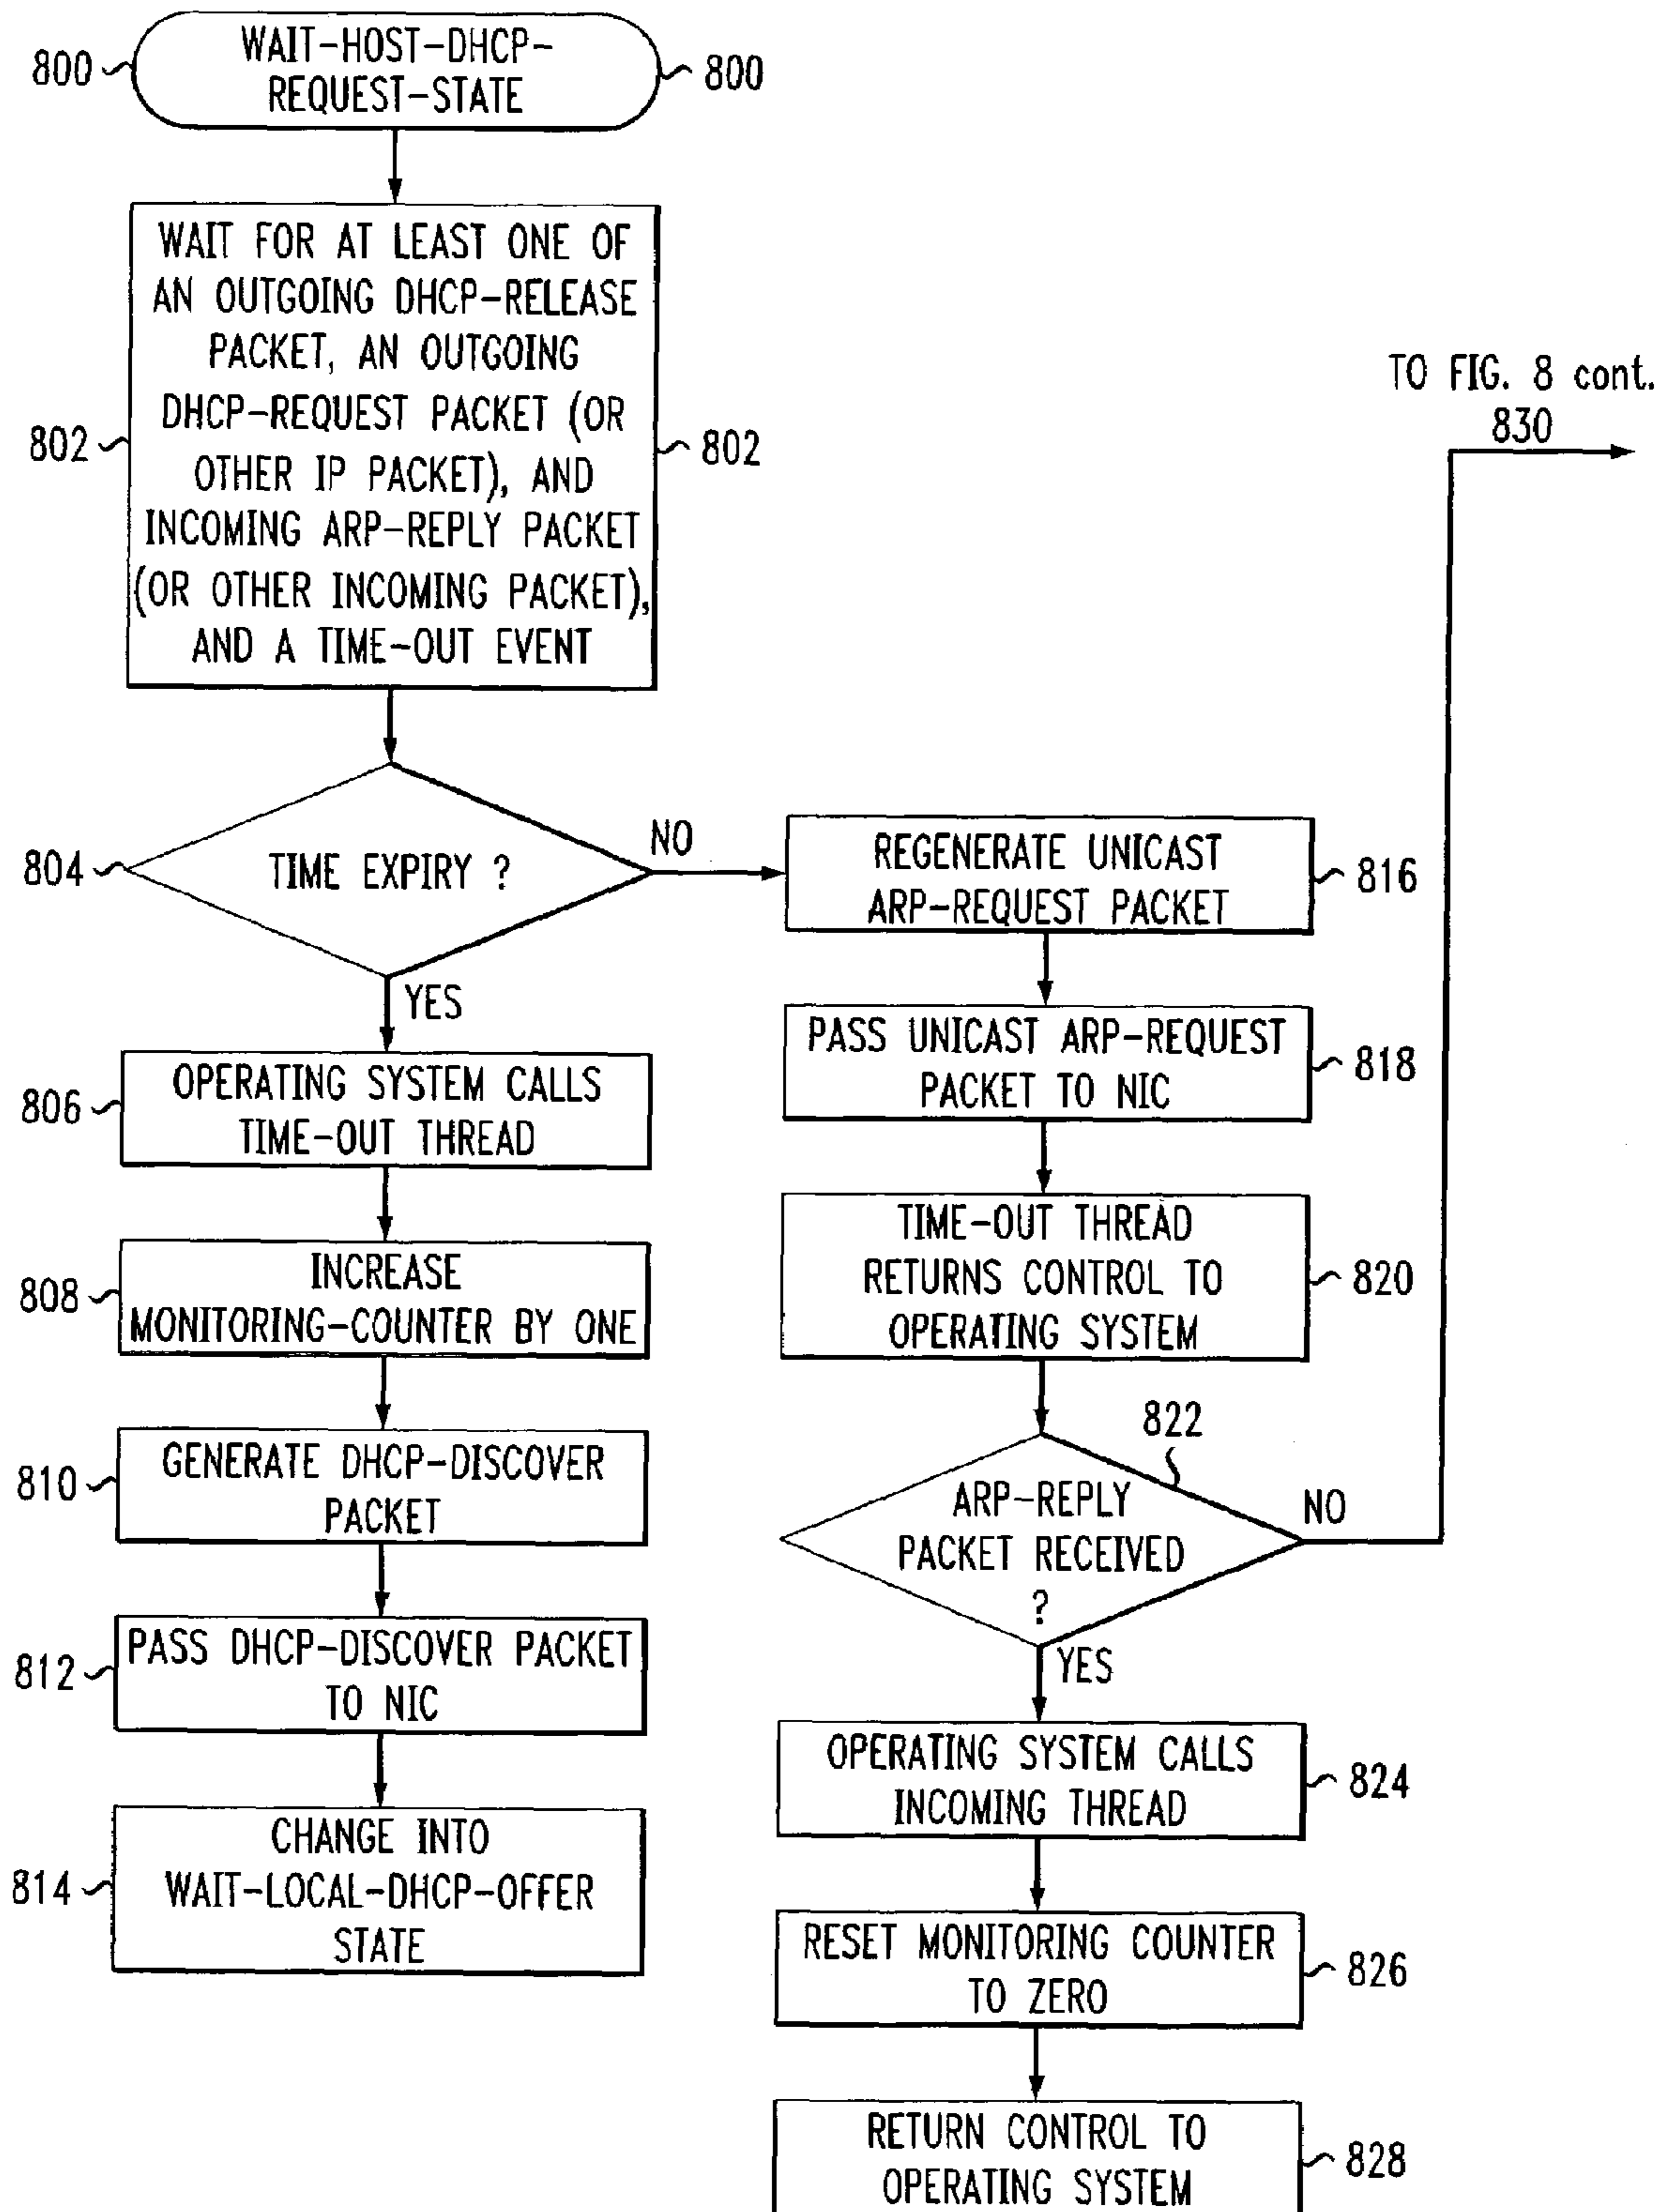 800
WAIT-HOST-DHCP-
REQUEST-STATE
800
802
WAIT FOR AT LEAST ONE OF
AN OUTGOING DHCP-RELEASE
PACKET, AN OUTGOING
DHCP-REQUEST PACKET (OR
OTHER IP PACKET), AND
INCOMING ARP-REPLY PACKET
(OR OTHER INCOMING PACKET),
AND A TIME-OUT EVENT
802
TO FIG. 8 cont.
830
804
TIME EXPIRY ?
NO
YES
806
OPERATING SYSTEM CALLS
TIME-OUT THREAD
808
INCREASE
MONITORING-COUNTER BY ONE
810
GENERATE DHCP-DISCOVER
PACKET
812
PASS DHCP-DISCOVER PACKET
TO NIC
814
CHANGE INTO
WAIT-LOCAL-DHCP-OFFER
STATE
REGENERATE UNICAST
ARP-REQUEST PACKET
816
PASS UNICAST ARP-REQUEST
PACKET TO NIC
818
TIME-OUT THREAD
RETURNS CONTROL TO
OPERATING SYSTEM
820
822
ARP-REPLY
PACKET RECEIVED
?
NO
YES
OPERATING SYSTEM CALLS
INCOMING THREAD
824
RESET MONITORING COUNTER
TO ZERO
826
RETURN CONTROL TO
OPERATING SYSTEM
828